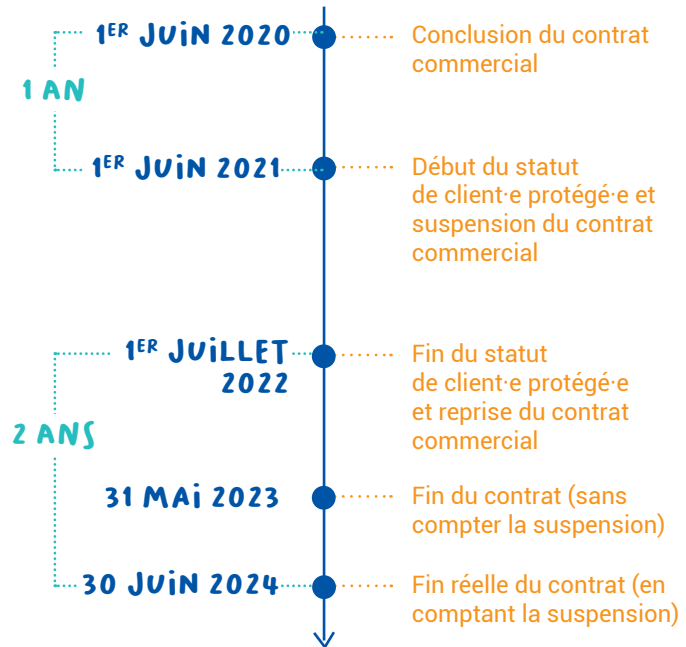 1ER JUIN 2020
Conclusion du contrat
commercial
1 AN
1ER JUIN 2021
Début du statut
de client·e protégé·e et
suspension du contrat
commercial
1ER JUILLET
2022
Fin du statut
de client·e protégé·e
et reprise du contrat
commercial
2 ANS
31 MAI 2023
Fin du contrat (sans
compter la suspension)
30 JUIN 2024
Fin réelle du contrat (en
comptant la suspension)